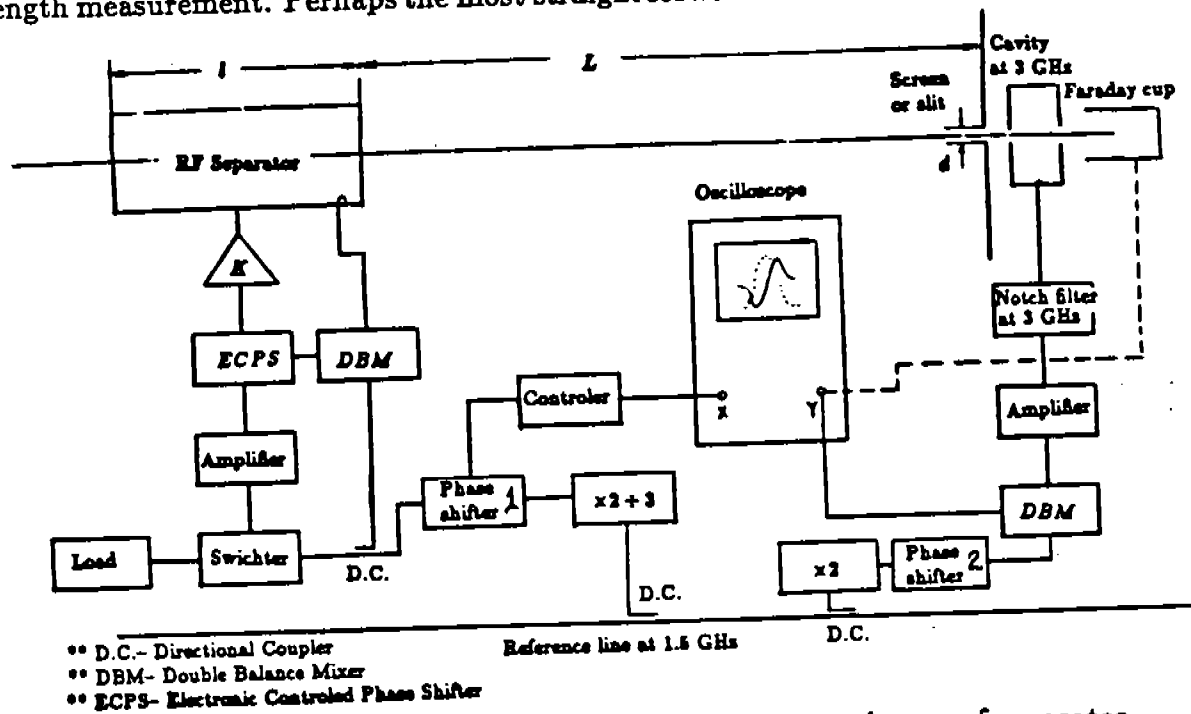 ength measurement. Perhaps the most straight
l
L
Cavity
at 3 GHz
Screen
or slit
Faraday cup
RF Separator
d
Oscilloscope
K
Notch filter
at 3 GHz
ECPS
DBM
Controler
X
Y
Amplifier
Amplifier
Phase
shifter 1
x2 + 3
DBM
Load
Swichter
D.C.
x2
Phase
shifter 2
D.C.
D.C.
Reference line at 1.5 GHz
** D.C.- Directional Coupler
** DBM- Double Balance Mixer
** ECPS- Electronic Controled Phase Shifter